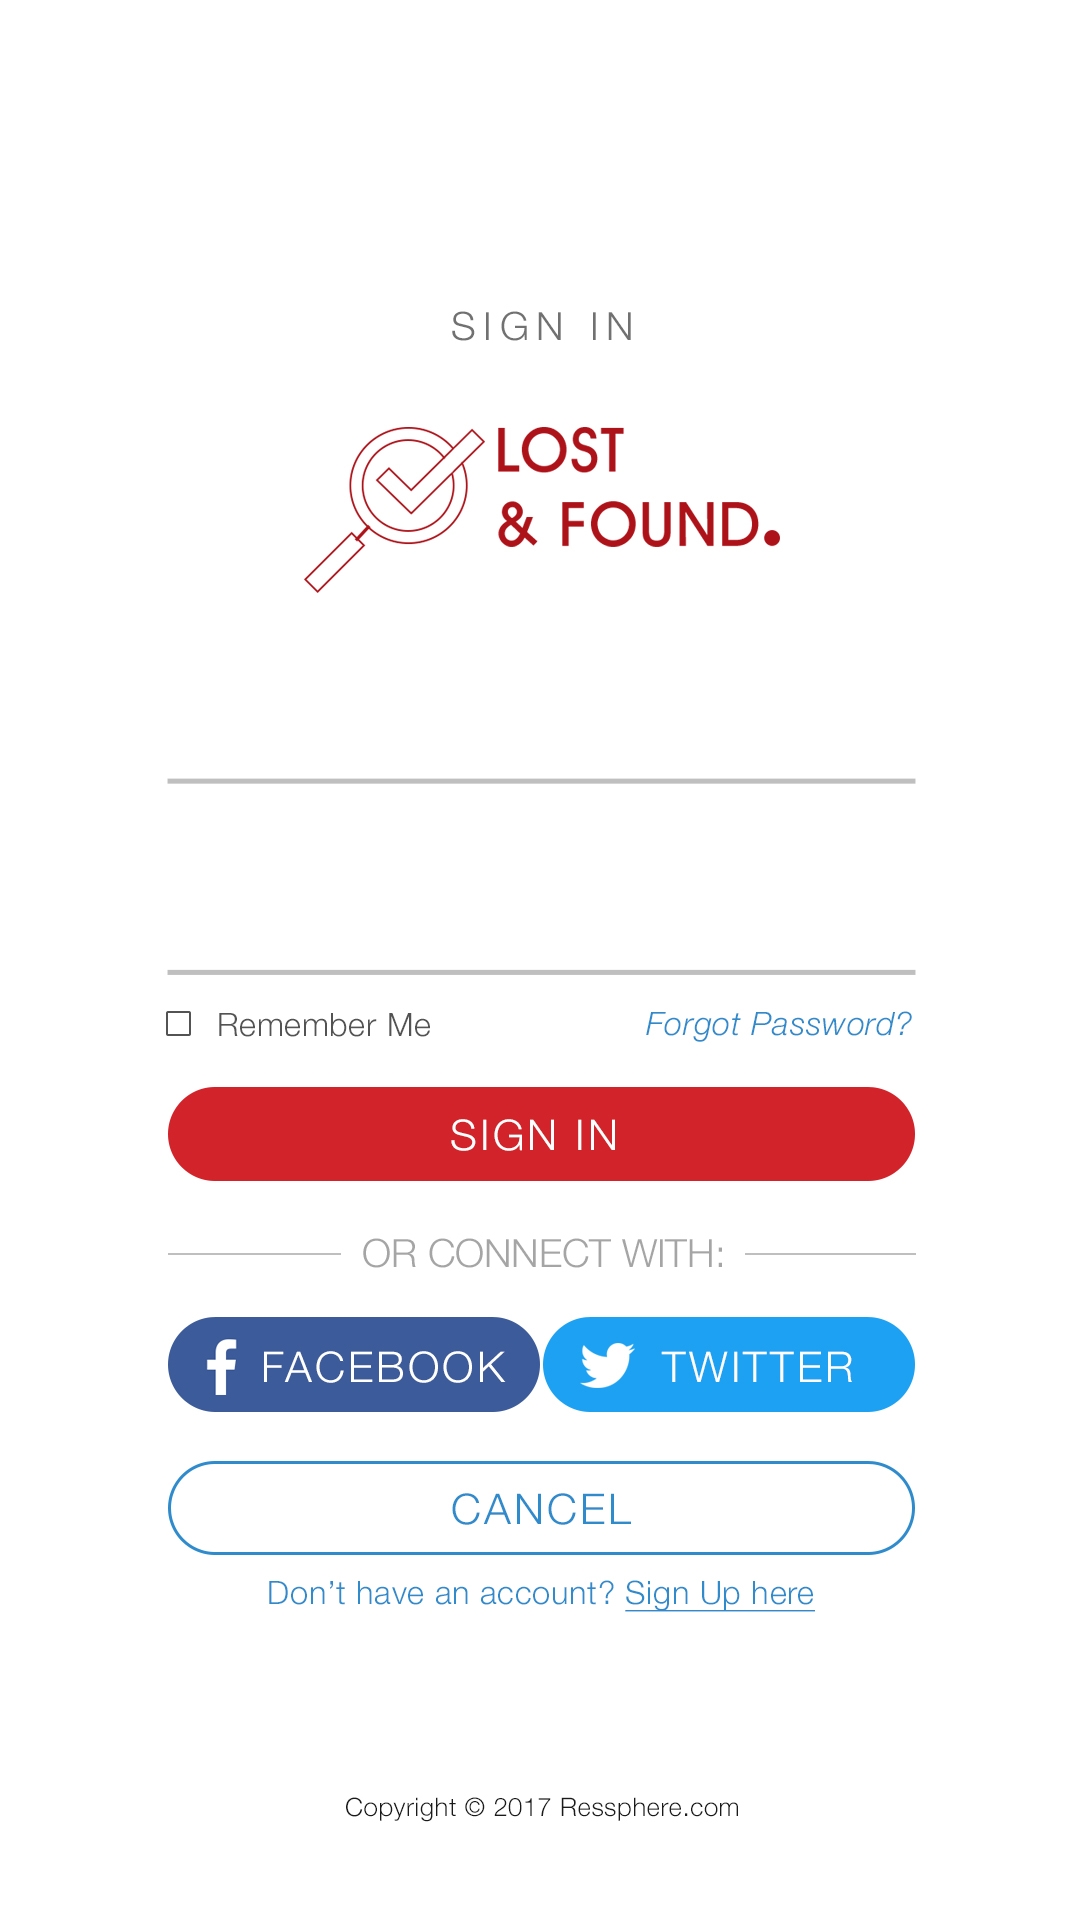 SIGN IN
LOST
& FOUND.
Remember Me
Forgot Password?
SIGN IN
OR CONNECT WITH:
FACEBOOK
TWITTER
CANCEL
Don’t have an account? Sign Up here
Copyright © 2017 Ressphere.com